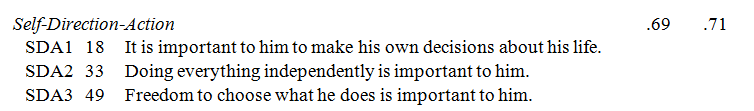 Self-Direction-Action .69 .71
SDA1 18 It is important to him to make his own decisions about his life.
SDA2 33 Doing everything independently is important to him.
SDA3 49 Freedom to choose what he does is important to him.